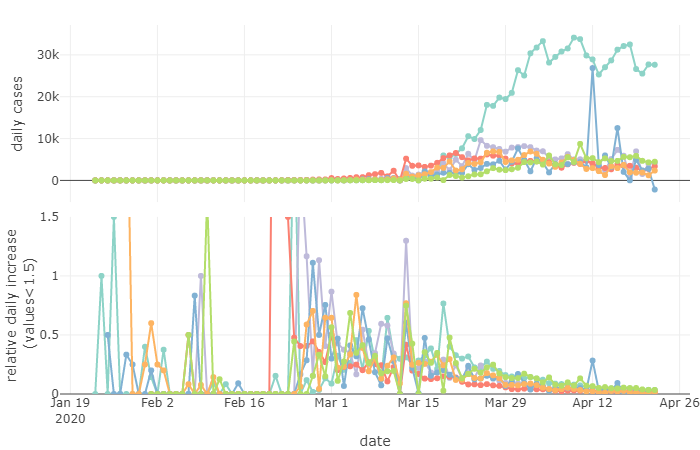 30k
20k
10k
0
daily cases
1.5
1
0.5
0
relative daily increase
(values<1.5)
Jan 19 Feb 2 Feb 16 Mar 1 Mar 15 Mar 29 Apr 12 Apr 26
2020
date